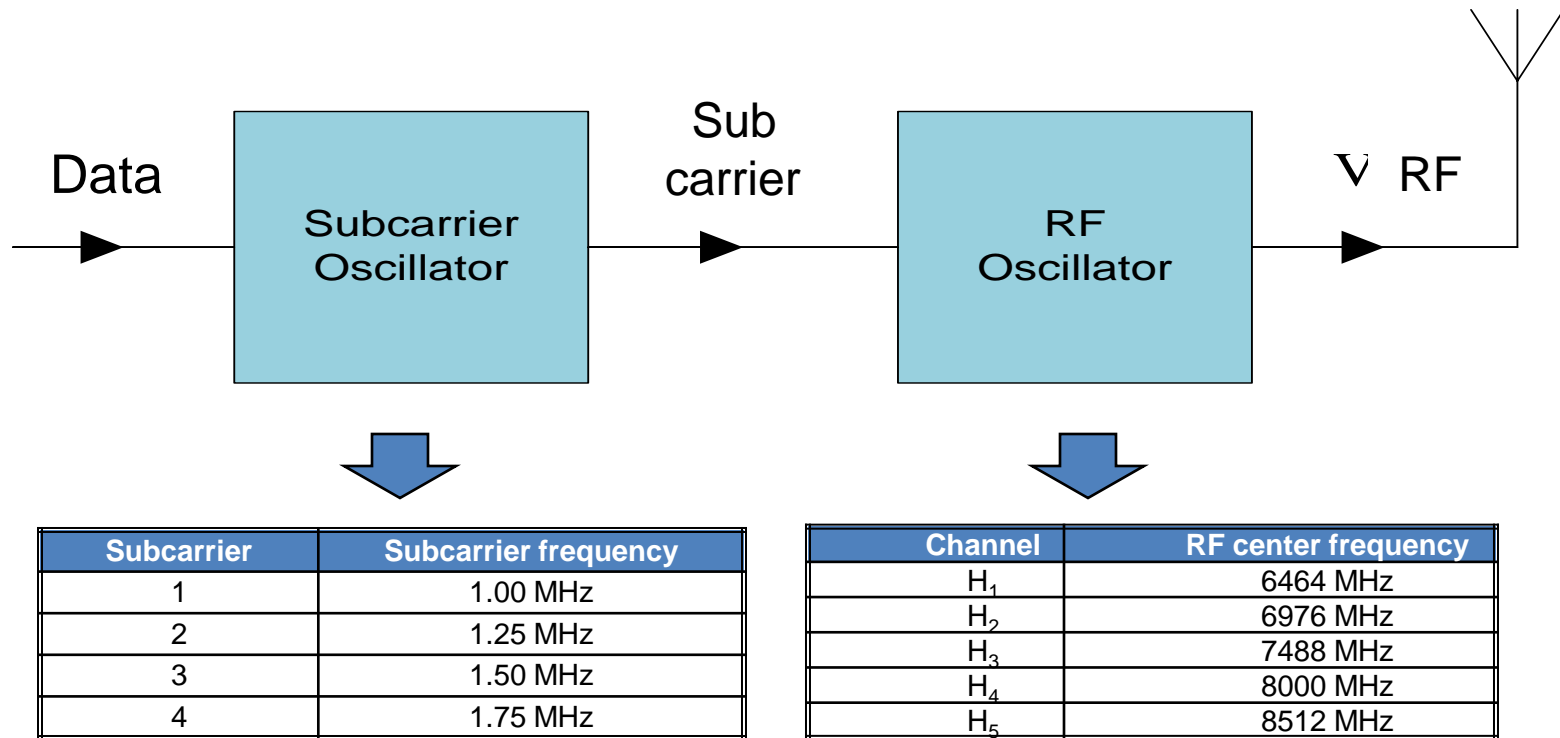 Data
Subcarrier
Oscillator
Sub
carrier
RF
Oscillator
V RF
Subcarrier Subcarrier frequency
1 1.00 MHz
2 1.25 MHz
3 1.50 MHz
4 1.75 MHz
Channel RF center frequency
H₁ 6464 MHz
H₂ 6976 MHz
H₃ 7488 MHz
H₄ 8000 MHz
H₅ 8512 MHz